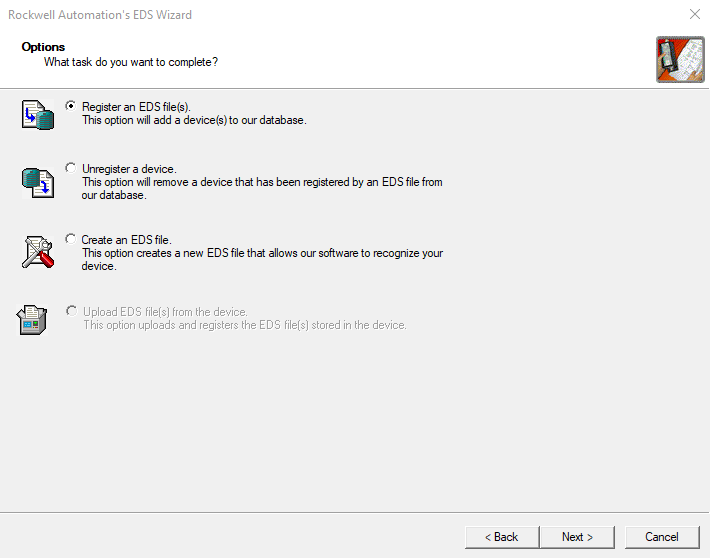 Rockwell Automation's EDS Wizard
Options
What task do you want to complete?
Register an EDS file(s).
This option will add a device(s) to our database.
Unregister a device.
This option will remove a device that has been registered by an EDS file from
our database.
Create an EDS file.
This option creates a new EDS file that allows our software to recognize your
device.
Upload EDS file(s) from the device.
This option uploads and registers the EDS file(s) stored in the device.
< Back
Next >
Cancel